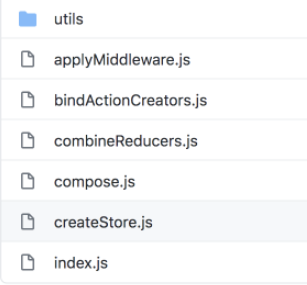 utils
applyMiddleware.js
bindActionCreators.js
combineReducers.js
compose.js
createStore.js
index.js